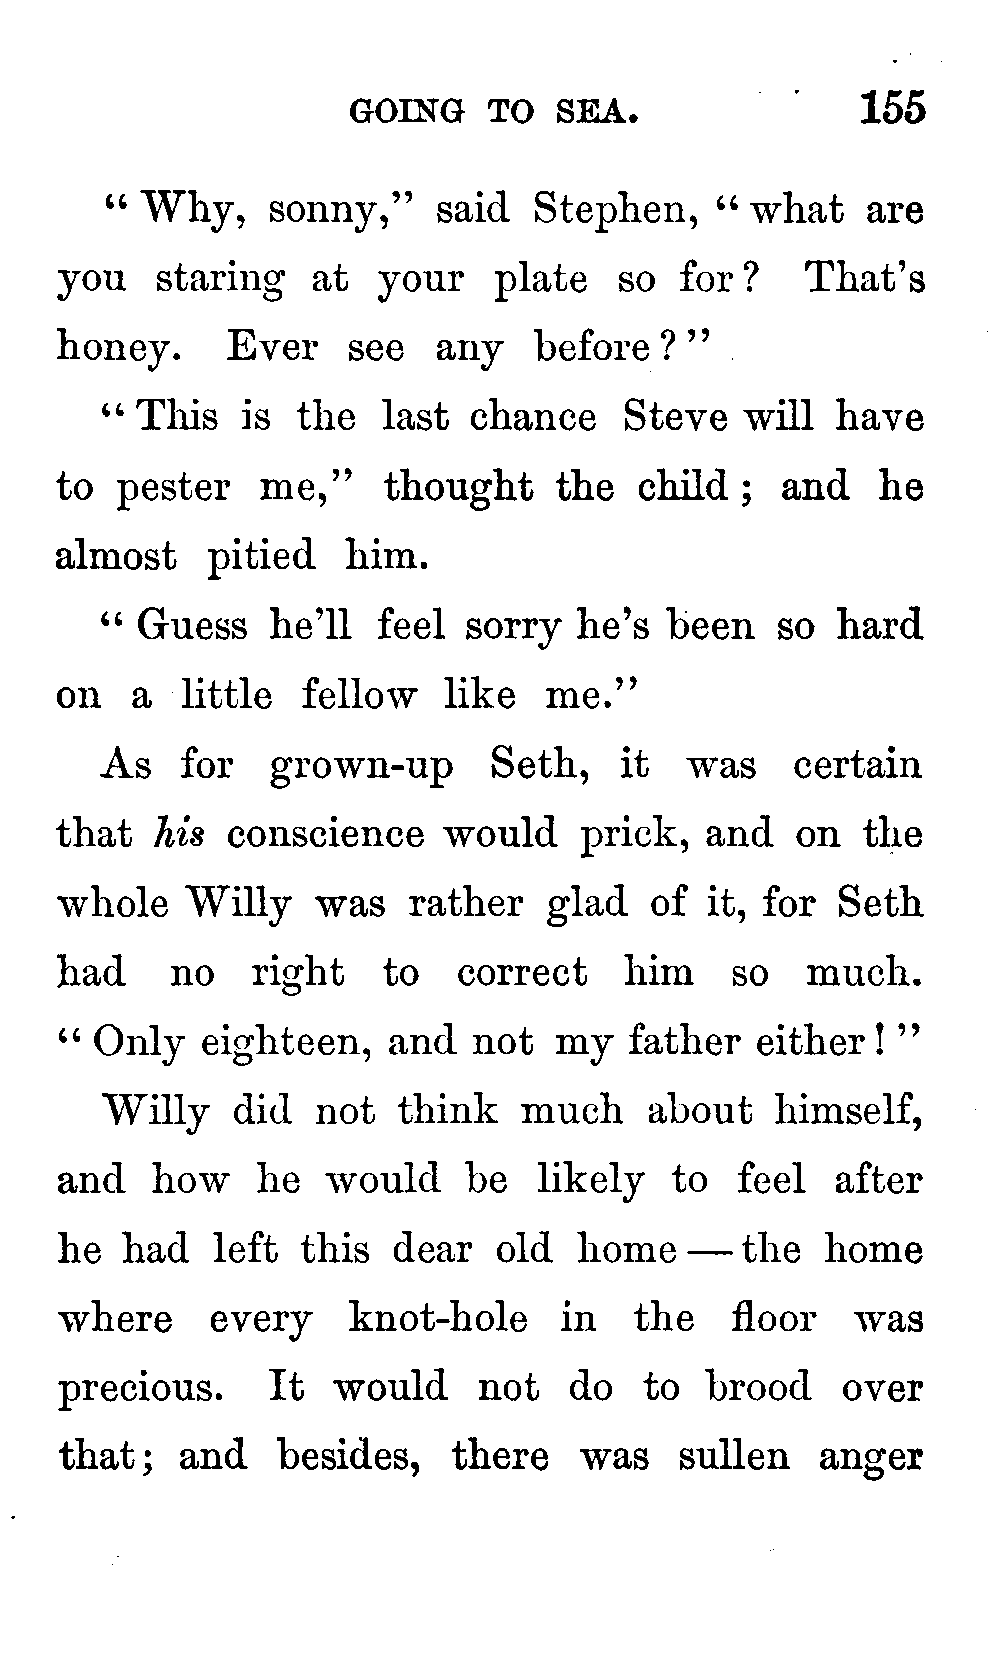 GOING TO SEA. 155
“Why, sonny,” said Stephen, “what are
you staring at your plate so for? That’s
honey. Ever see any before?”
“This is the last chance Steve will have
to pester me,” thought the child; and he
almost pitied him.
“Guess he’ll feel sorry he’s been so hard
on a little fellow like me.”
As for grown-up Seth, it was certain
that his conscience would prick, and on the
whole Willy was rather glad of it, for Seth
had no right to correct him so much.
“Only eighteen, and not my father either!”
Willy did not think much about himself,
and how he would be likely to feel after
he had left this dear old home — the home
where every knot-hole in the floor was
precious. It would not do to brood over
that; and besides, there was sullen anger